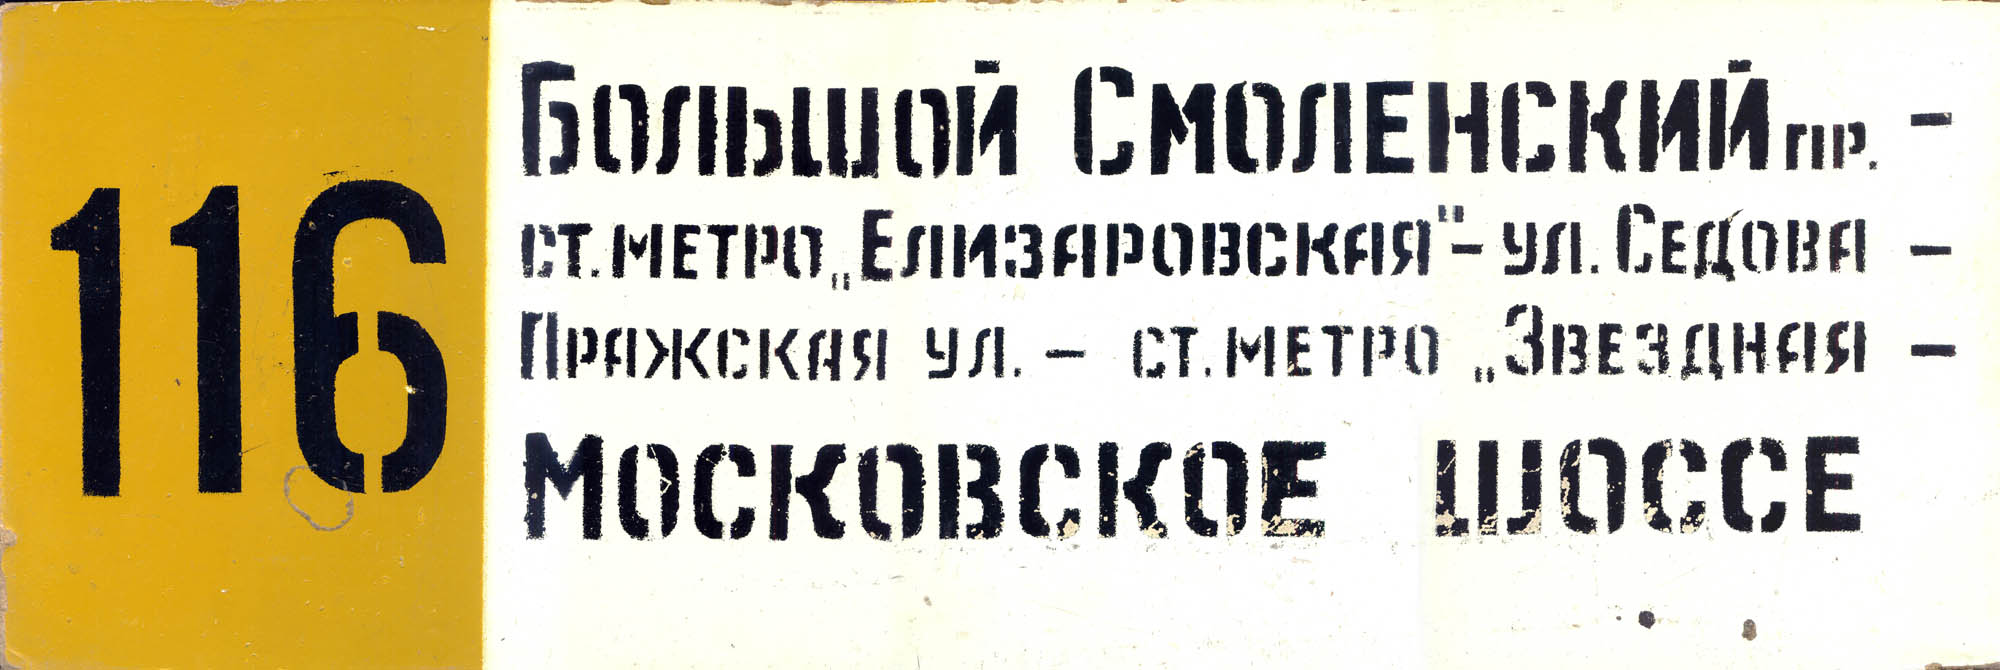 116
Большой Смоленский пр. –
ст. метро „Елизаровская" – ул. Седова –
Пражская ул. – ст. метро „Звездная –
Московское шоссе